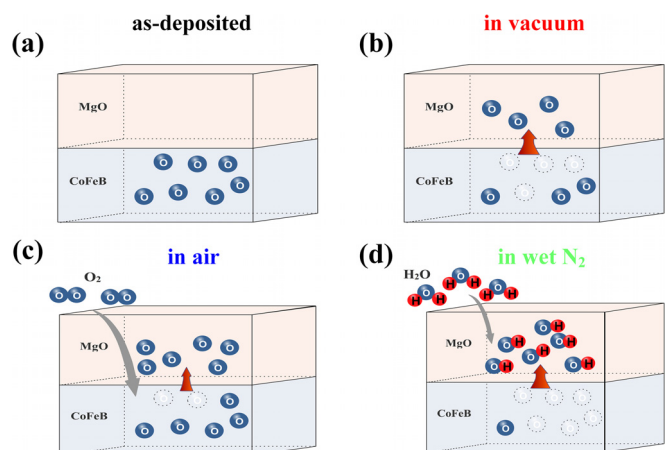 as-deposited
(a)
MgO
CoFeB
O O O
O
O O O
in vacuum
(b)
MgO
O O
O O
CoFeB
O O O
in air
(c)
O₂
O O O O
MgO
O O
O
O O
CoFeB
O
O O O O
in wet N₂
(d)
H₂O
O
H H
O O
H H H H
MgO
O H
O H O H
O H
O H O H
CoFeB
O